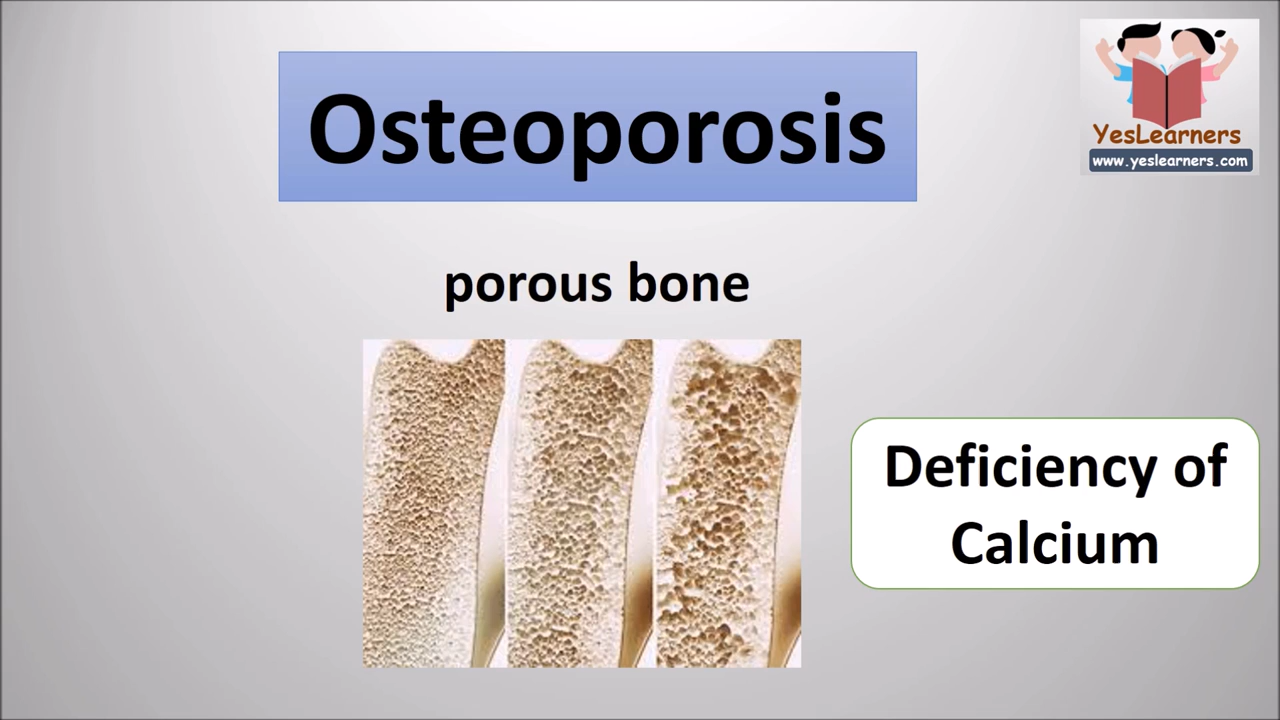 Osteoporosis
YesLearners
www.yeslearners.com
porous bone
Deficiency of
Calcium